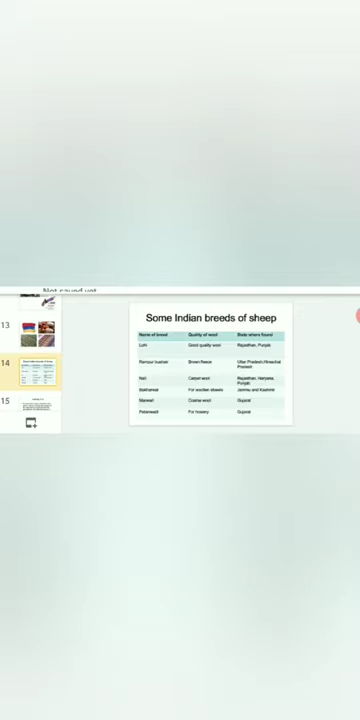 Not saved yet
13
14
15
Some Indian breeds of sheep
Name of breed Quality of wool State where found
Lohi Good quality wool Rajasthan, Punjab
Rampur bushair Brown fleece Uttar Pradesh, Himachal
Pradesh
Nali Carpet wool Rajasthan, Haryana,
Punjab
Bakharwal For woollen shawls Jammu and Kashmir
Marwari Coarse wool Gujarat
Patanwadi For hosiery Gujarat